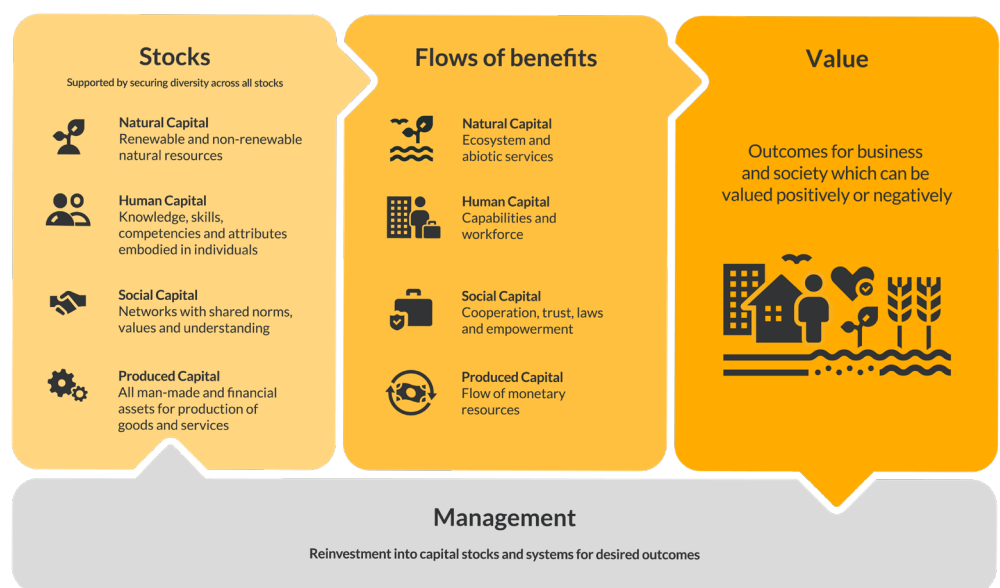 Stocks
Supported by securing diversity across all stocks
Natural Capital
Renewable and non-renewable
natural resources
Human Capital
Knowledge, skills,
competencies and attributes
embodied in individuals
Social Capital
Networks with shared norms,
values and understanding
Produced Capital
All man-made and financial
assets for production of
goods and services
Flows of benefits
Natural Capital
Ecosystem and
abiotic services
Human Capital
Capabilities and
workforce
Social Capital
Cooperation, trust, laws
and empowerment
Produced Capital
Flow of monetary
resources
Value
Outcomes for business
and society which can be
valued positively or negatively
Management
Reinvestment into capital stocks and systems for desired outcomes